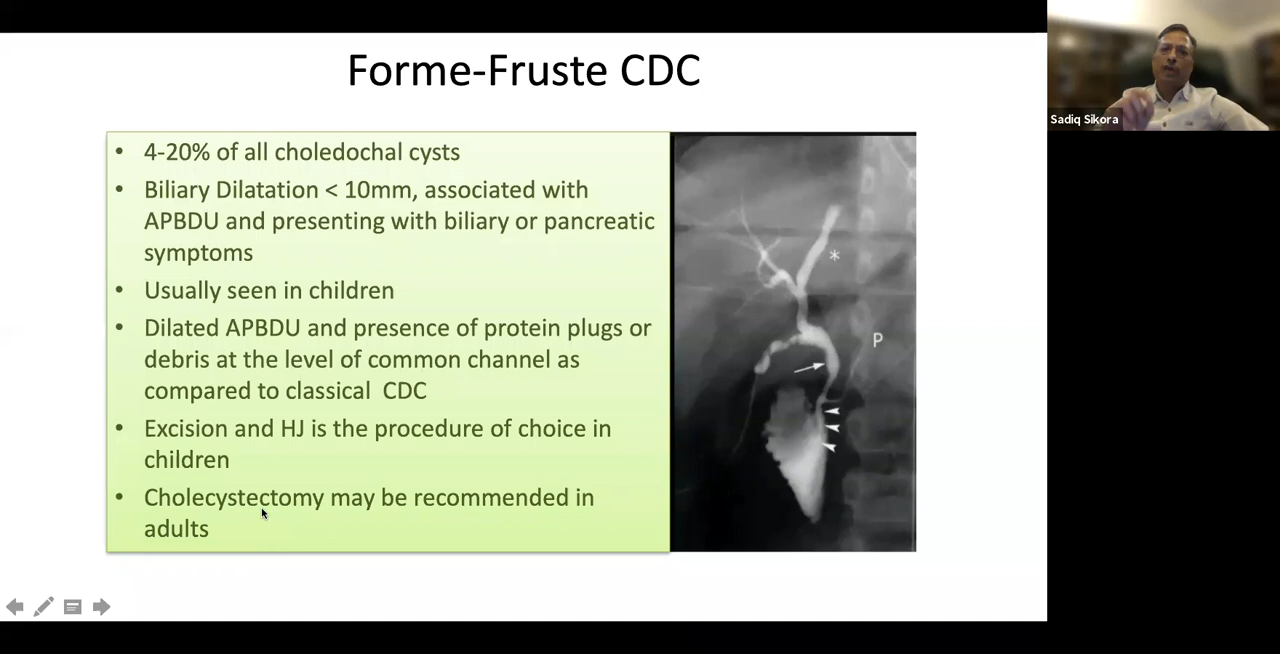 Forme-Fruste CDC
• 4-20% of all choledochal cysts
• Biliary Dilatation < 10mm, associated with
APBDU and presenting with biliary or pancreatic
symptoms
• Usually seen in children
• Dilated APBDU and presence of protein plugs or
debris at the level of common channel as
compared to classical CDC
• Excision and HJ is the procedure of choice in
children
• Cholecystectomy may be recommended in
adults
*
P
Sadiq Sikora